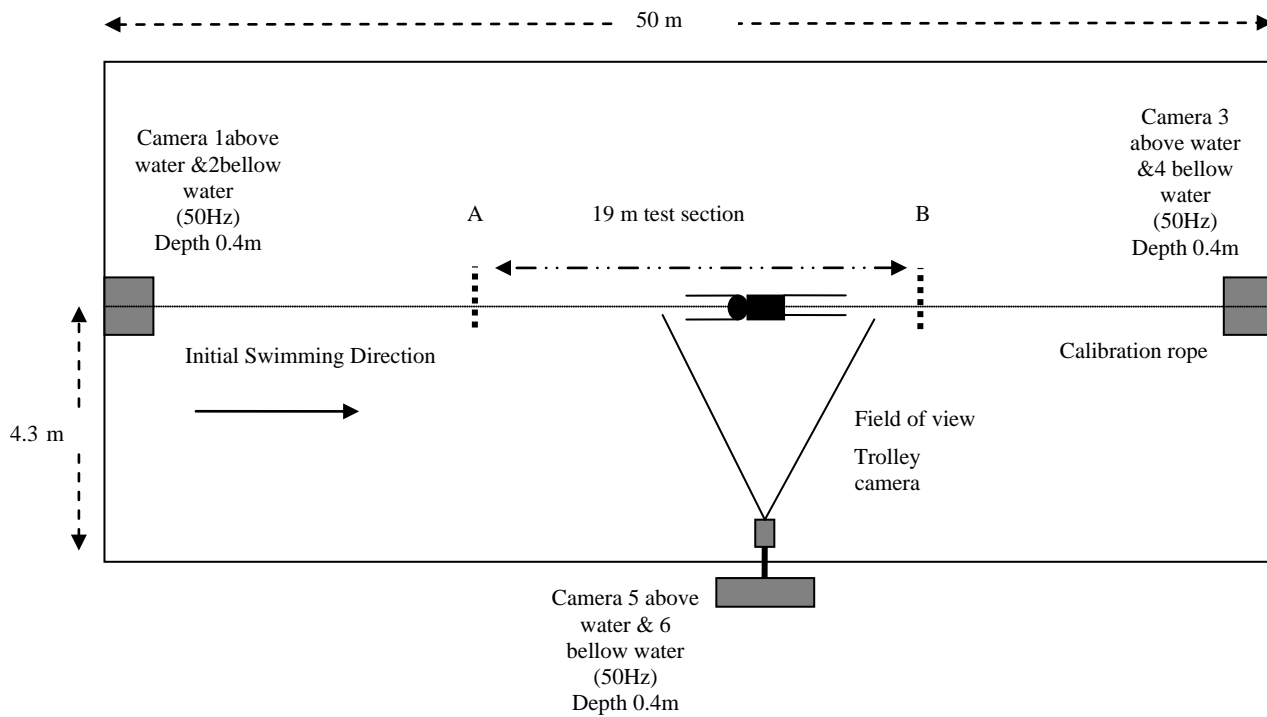 50 m
Camera 1above
water &2bellow
water
(50Hz)
Depth 0.4m
Camera 3
above water
&4 bellow
water
(50Hz)
Depth 0.4m
A
19 m test section
B
Initial Swimming Direction
Calibration rope
4.3 m
Field of view
Trolley
camera
Camera 5 above
water & 6
bellow water
(50Hz)
Depth 0.4m